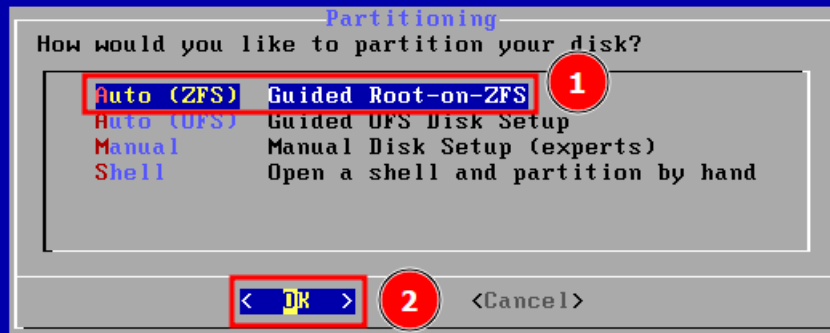 Partitioning
How would you like to partition your disk?
Auto (ZFS) Guided Root-on-ZFS
1
Auto (UFS) Guided UFS Disk Setup
Manual Manual Disk Setup (experts)
Shell Open a shell and partition by hand
< OK > 2 <Cancel>